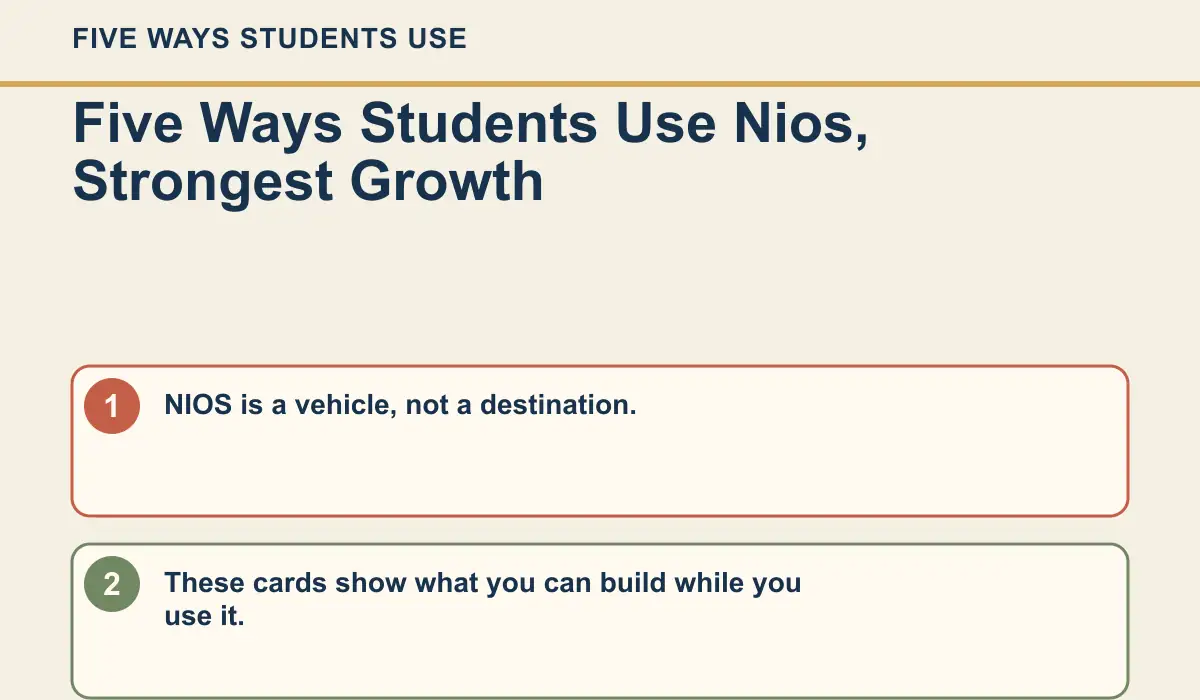 FIVE WAYS STUDENTS USE
Five Ways Students Use Nios,
Strongest Growth
1
NIOS is a vehicle, not a destination.
2
These cards show what you can build while you
use it.